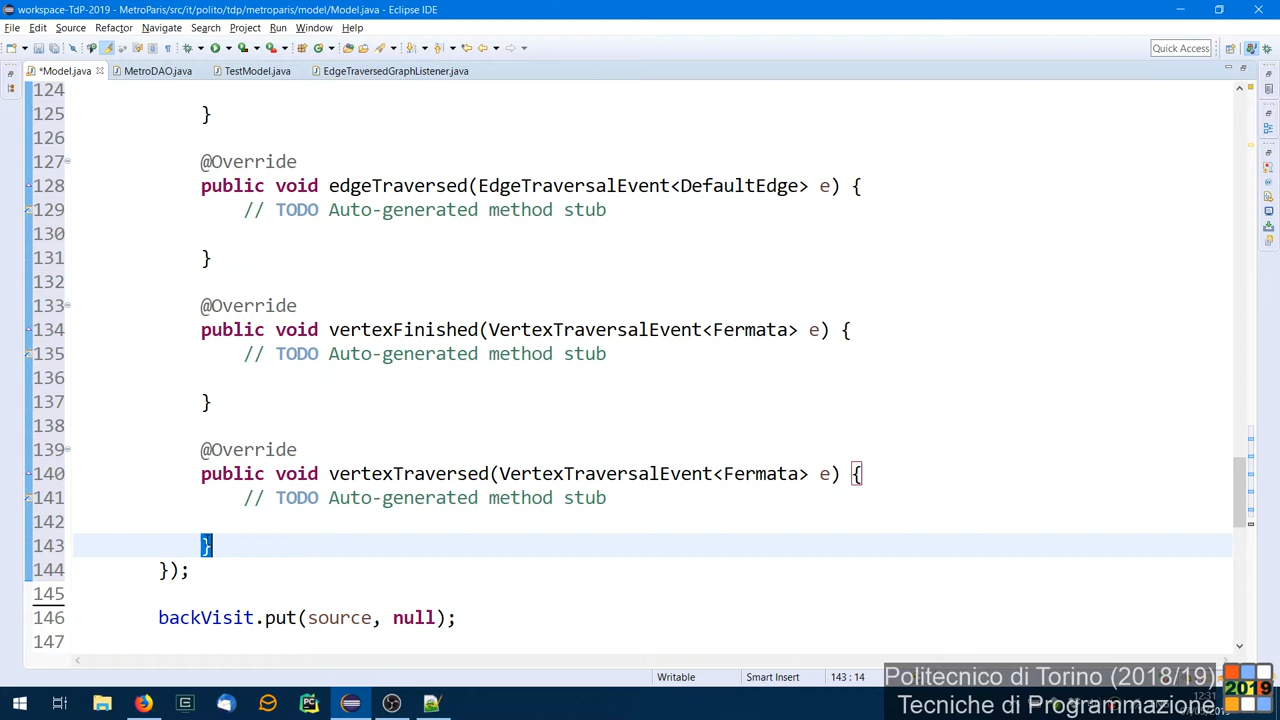 workspace-TdP-2019 - MetroParis/src/it/polito/tdp/metroparis/model/Model.java - Eclipse IDE
File Edit Source Refactor Navigate Search Project Run Window Help
Quick Access
*Model.java MetroDAO.java TestModel.java EdgeTraversedGraphListener.java
124
125 }
126
127 @Override
128 public void edgeTraversed(EdgeTraversalEvent<DefaultEdge> e) {
129 // TODO Auto-generated method stub
130
131 }
132
133 @Override
134 public void vertexFinished(VertexTraversalEvent<Fermata> e) {
135 // TODO Auto-generated method stub
136
137 }
138
139 @Override
140 public void vertexTraversed(VertexTraversalEvent<Fermata> e) {
141 // TODO Auto-generated method stub
142
143 }
144 });
145
146 backVisit.put(source, null);
147
Writable Smart Insert 143 : 14
Politecnico di Torino (2018/19)
Tecniche di Programmazione
2019
12:31